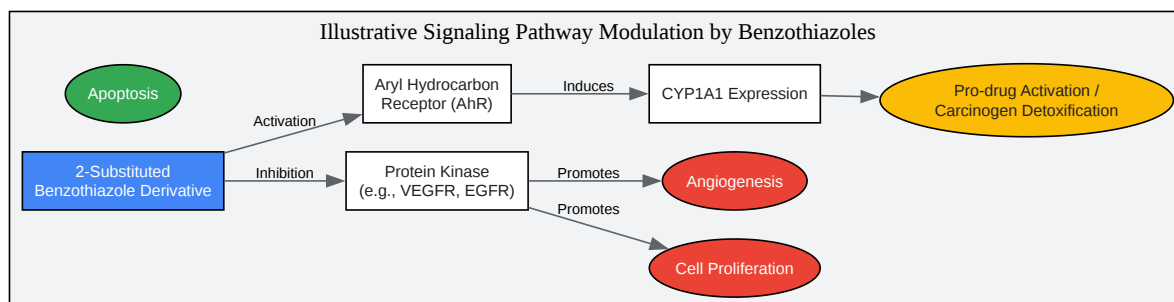 Illustrative Signaling Pathway Modulation by Benzothiazoles
Apoptosis
Aryl Hydrocarbon
Receptor (AhR)
Induces
CYP1A1 Expression
Pro-drug Activation /
Carcinogen Detoxification
Activation
2-Substituted
Benzothiazole Derivative
Inhibition
Protein Kinase
(e.g., VEGFR, EGFR)
Promotes
Angiogenesis
Promotes
Cell Proliferation